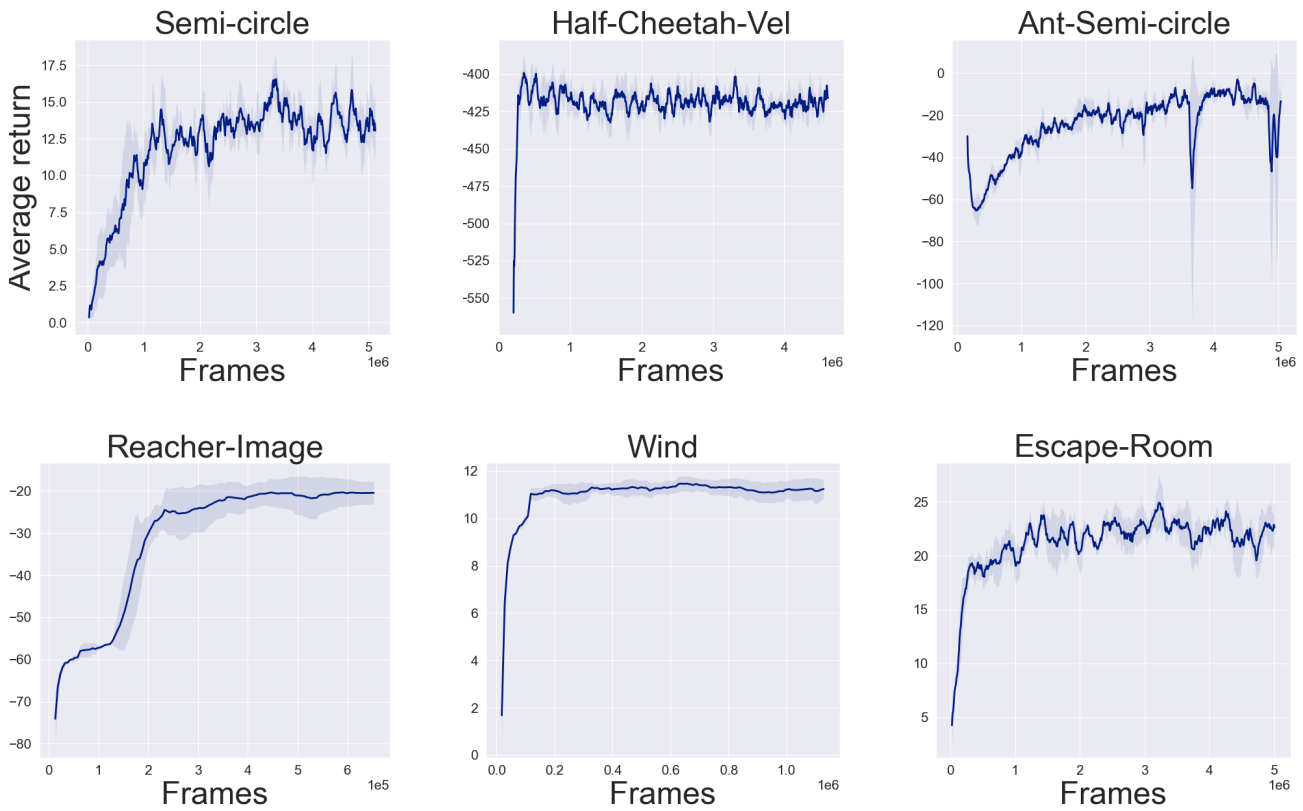 Semi-circle
17.5
15.0
12.5
10.0
7.5
5.0
2.5
0.0
Average return
0 1 2 3 4 5
1e6
Frames
Half-Cheetah-Vel
-400
-425
-450
-475
-500
-525
-550
0 1 2 3 4
1e6
Frames
Ant-Semi-circle
0
-20
-40
-60
-80
-100
-120
0 1 2 3 4 5
1e6
Frames
Reacher-Image
−20
−30
−40
−50
−60
−70
−80
0 1 2 3 4 5 6
1e5
Frames
Wind
12
10
8
6
4
2
0
0.0 0.2 0.4 0.6 0.8 1.0
1e6
Frames
Escape-Room
25
20
15
10
5
0 1 2 3 4 5
1e6
Frames